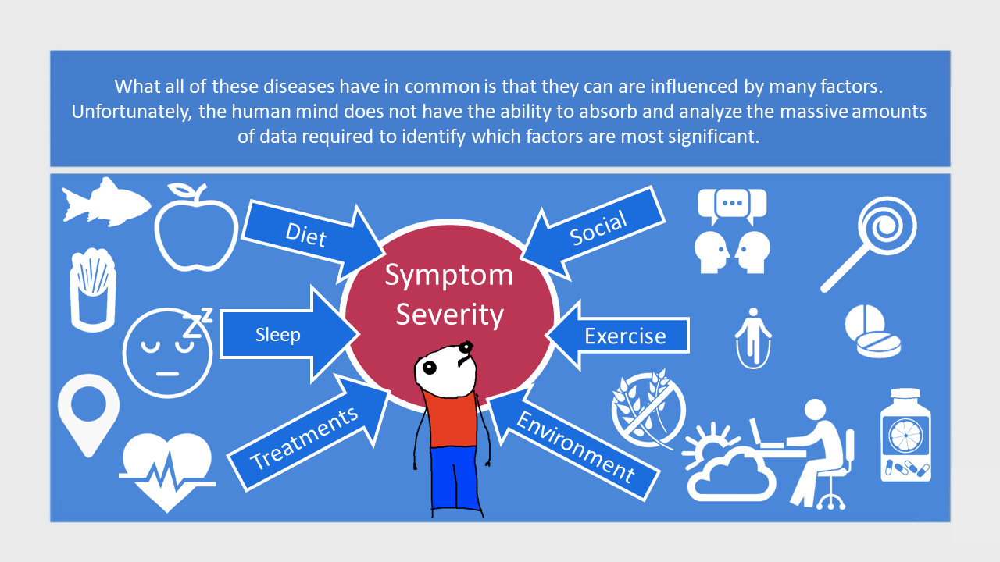 What all of these diseases have in common is that they can are influenced by many factors.
Unfortunately, the human mind does not have the ability to absorb and analyze the massive amounts
of data required to identify which factors are most significant.
Diet
Social
Symptom
Severity
Sleep
Exercise
Treatments
Environment
zz